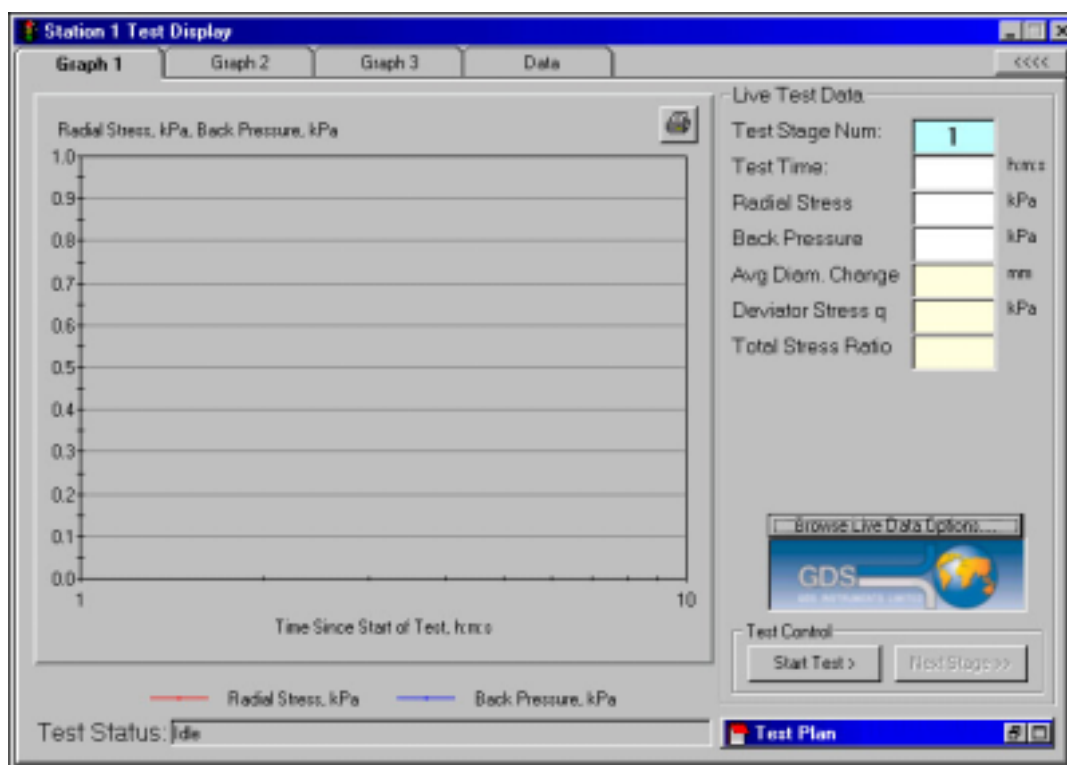 Station 1 Test Display
Graph 1 Graph 2 Graph 3 Data <<<<
Radial Stress, kPa, Back Pressure, kPa
1.0
0.9
0.8
0.7
0.6
0.5
0.4
0.3
0.2
0.1
0.0
1 10
Time Since Start of Test, h:m:s
Radial Stress, kPa Back Pressure, kPa
Test Status: Idle
Live Test Data
Test Stage Num: 1
Test Time: h:m:s
Radial Stress kPa
Back Pressure kPa
Avg Diam. Change mm
Deviator Stress q kPa
Total Stress Ratio
Browse Live Data Options...
GDS
GDS INSTRUMENTS LIMITED
Test Control
Start Test > Next Stage >>
Test Plan